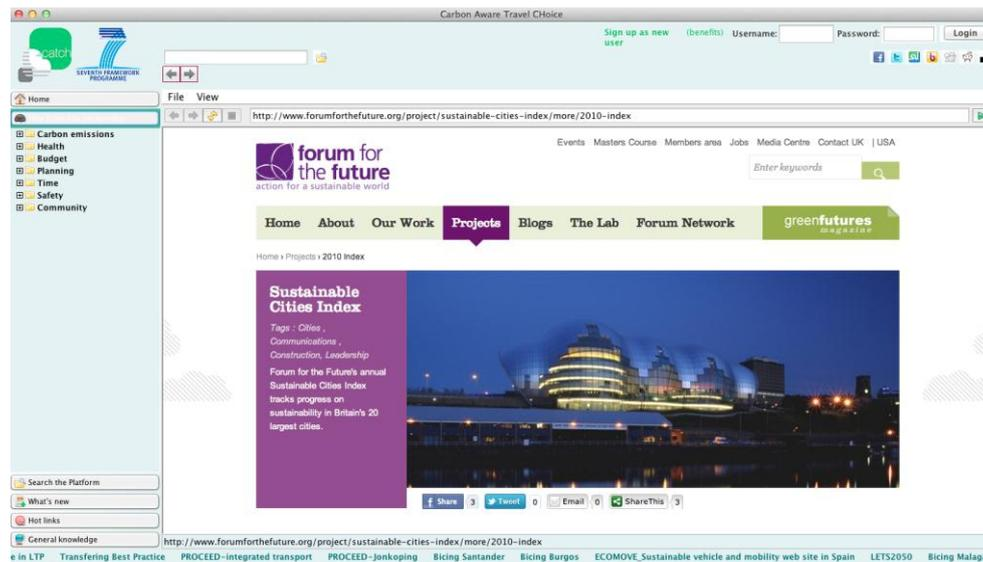 Carbon Aware Travel CHoice
catch
SEVENTH FRAMEWORK
PROGRAMME
Sign up as new
user
(benefits)
Username:
Password:
Login
Home
File View
http://www.forumforthefuture.org/project/sustainable-cities-index/more/2010-index
Carbon emissions
Health
Budget
Planning
Time
Safety
Community
forum for
the future
action for a sustainable world
Events Masters Course Members area Jobs Media Centre Contact UK | USA
Enter keywords
Home About Our Work Projects Blogs The Lab Forum Network
greenfutures
magazine
Home › Projects › 2010 Index
Sustainable
Cities Index
Tags : Cities ,
Communications ,
Construction, Leadership
Forum for the Future's annual
Sustainable Cities Index
tracks progress on
sustainability in Britain's 20
largest cities.
Share 3 Tweet 0 Email 0 ShareThis 3
Search the Platform
What's new
Hot links
General knowledge
http://www.forumforthefuture.org/project/sustainable-cities-index/more/2010-index
e in LTP Transfering Best Practice PROCEED-integrated transport PROCEED-Jonkoping Bicing Santander Bicing Burgos ECOMOVE_Sustainable vehicle and mobility web site in Spain LETS2050 Bicing Malaga